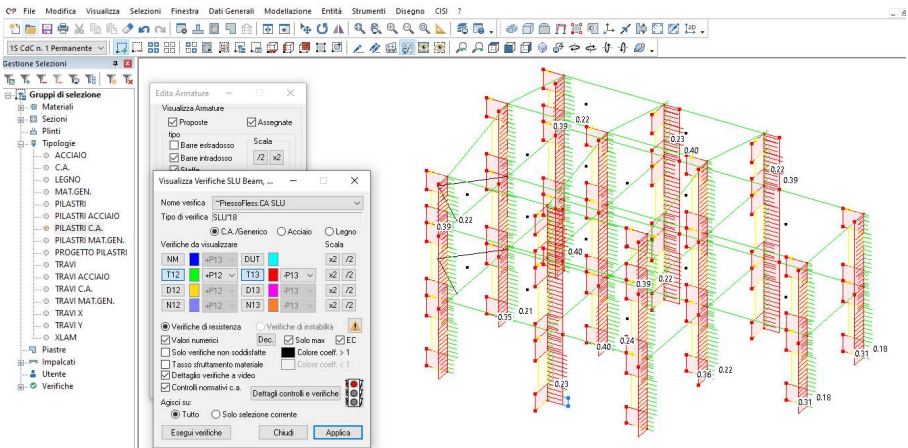 CMP File Modifica Visualizza Selezioni Finestra Dati Generali Modellazione Entità Strumenti Disegno CISI ?
1S CdC n. 1 Permanente
Gestione Selezioni
Gruppi di selezione
Materiali
Sezioni
Plinti
Tipologie
ACCIAIO
C.A.
LEGNO
MAT.GEN.
PILASTRI
PILASTRI ACCIAIO
PILASTRI C.A.
PILASTRI MAT.GEN.
PROGETTO PILASTRI
TRAVI
TRAVI ACCIAIO
TRAVI C.A.
TRAVI MAT.GEN.
TRAVI X
TRAVI Y
XLAM
Piastre
Impalcati
Utente
Verifiche
Edita Armature
Visualizza Armature
Proposte Assegnate
tipo
Barre estradosso Scala
Barre intradosso /2 x2
Staffe
Visualizza Verifiche SLU Beam, ...
Nome verifica ~PressoFless.CA SLU
Tipo di verifica SLU'18
C.A./Generico Acciaio Legno
Verifiche da visualizzare Scala
NM +P13 DUT x2 /2
T12 +P12 T13 -P13 x2 /2
D12 +P12 D13 -P13 x2 /2
N12 +P12 N13 -P13 x2 /2
Verifiche di resistenza Verifiche di instabilità
Valori numerici Dec. Solo max EC
Solo verifiche non soddisfatte Colore coeff. > 1
Tasso sfruttamento materiale Colore coeff. < 1
Dettaglio verifiche a video
Controlli normativi c.a. Dettagli controlli e verifiche
Agisci su:
Tutto Solo selezione corrente
Esegui verifiche Chiudi Applica
0.39 0.22
0.23
0.40
0.22
0.39
0.22
0.39
0.40
0.39 0.22
0.35 0.21
0.40 0.24
0.31 0.18
0.36 0.22
0.23
0.31 0.18